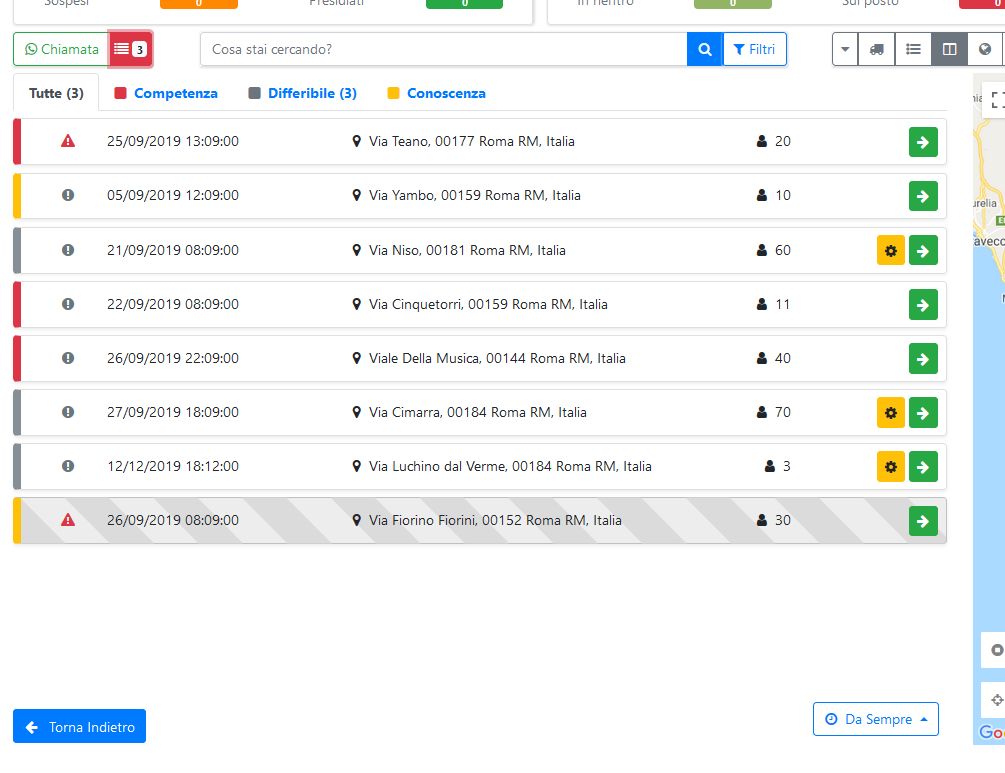 Sospesi 0 Presidiati 0 In rientro 0 Sul posto 0
Chiamata 3 Cosa stai cercando? Filtri
Tutte (3) Competenza Differibile (3) Conoscenza
25/09/2019 13:09:00 Via Teano, 00177 Roma RM, Italia 20
05/09/2019 12:09:00 Via Yambo, 00159 Roma RM, Italia 10
21/09/2019 08:09:00 Via Niso, 00181 Roma RM, Italia 60
22/09/2019 08:09:00 Via Cinquetorri, 00159 Roma RM, Italia 11
26/09/2019 22:09:00 Viale Della Musica, 00144 Roma RM, Italia 40
27/09/2019 18:09:00 Via Cimarra, 00184 Roma RM, Italia 70
12/12/2019 18:12:00 Via Luchino dal Verme, 00184 Roma RM, Italia 3
26/09/2019 08:09:00 Via Fiorino Fiorini, 00152 Roma RM, Italia 30
Torna Indietro Da Sempre